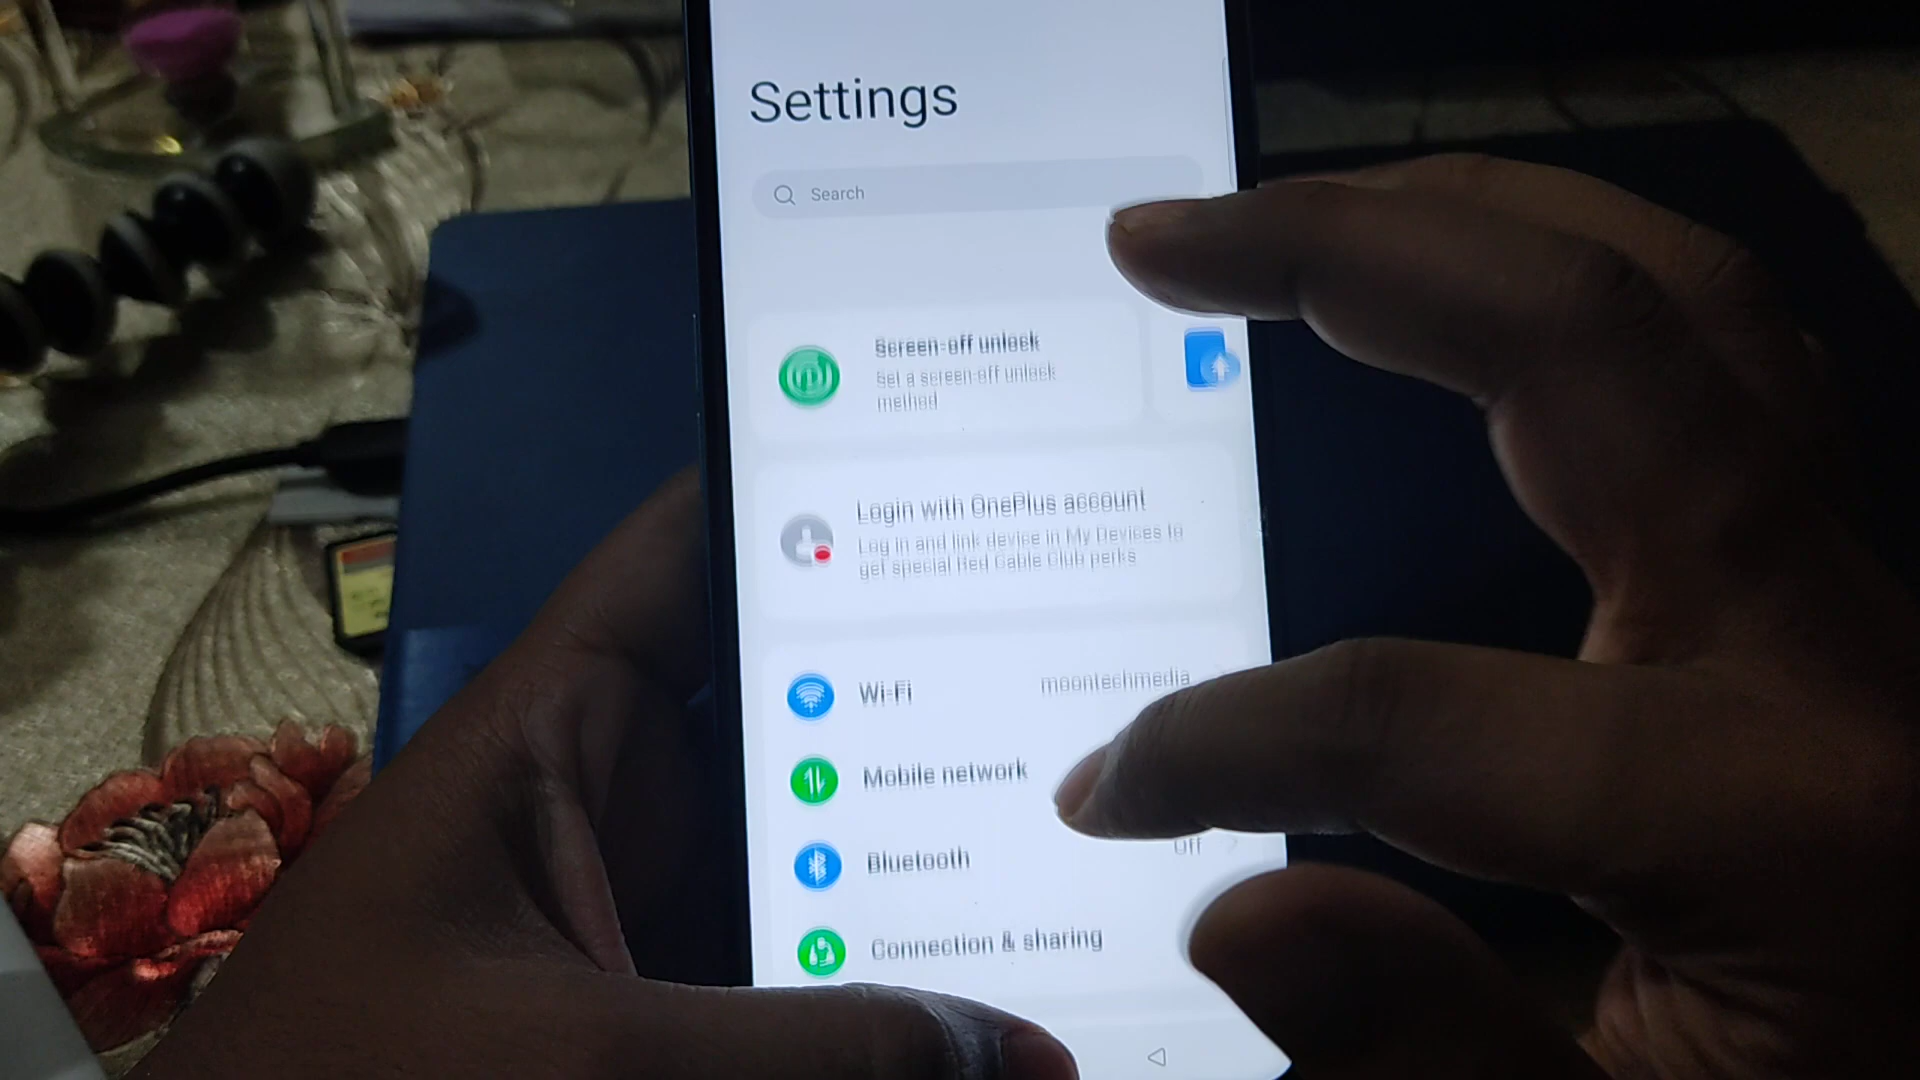 Settings
Search
Screen-off unlock
Set a screen-off unlock
method
Login with OnePlus account
Log in and link device in My Devices to
get special Red Cable Club perks
Wi-Fi
moontechmedia
Mobile network
Bluetooth
Off
Connection & sharing